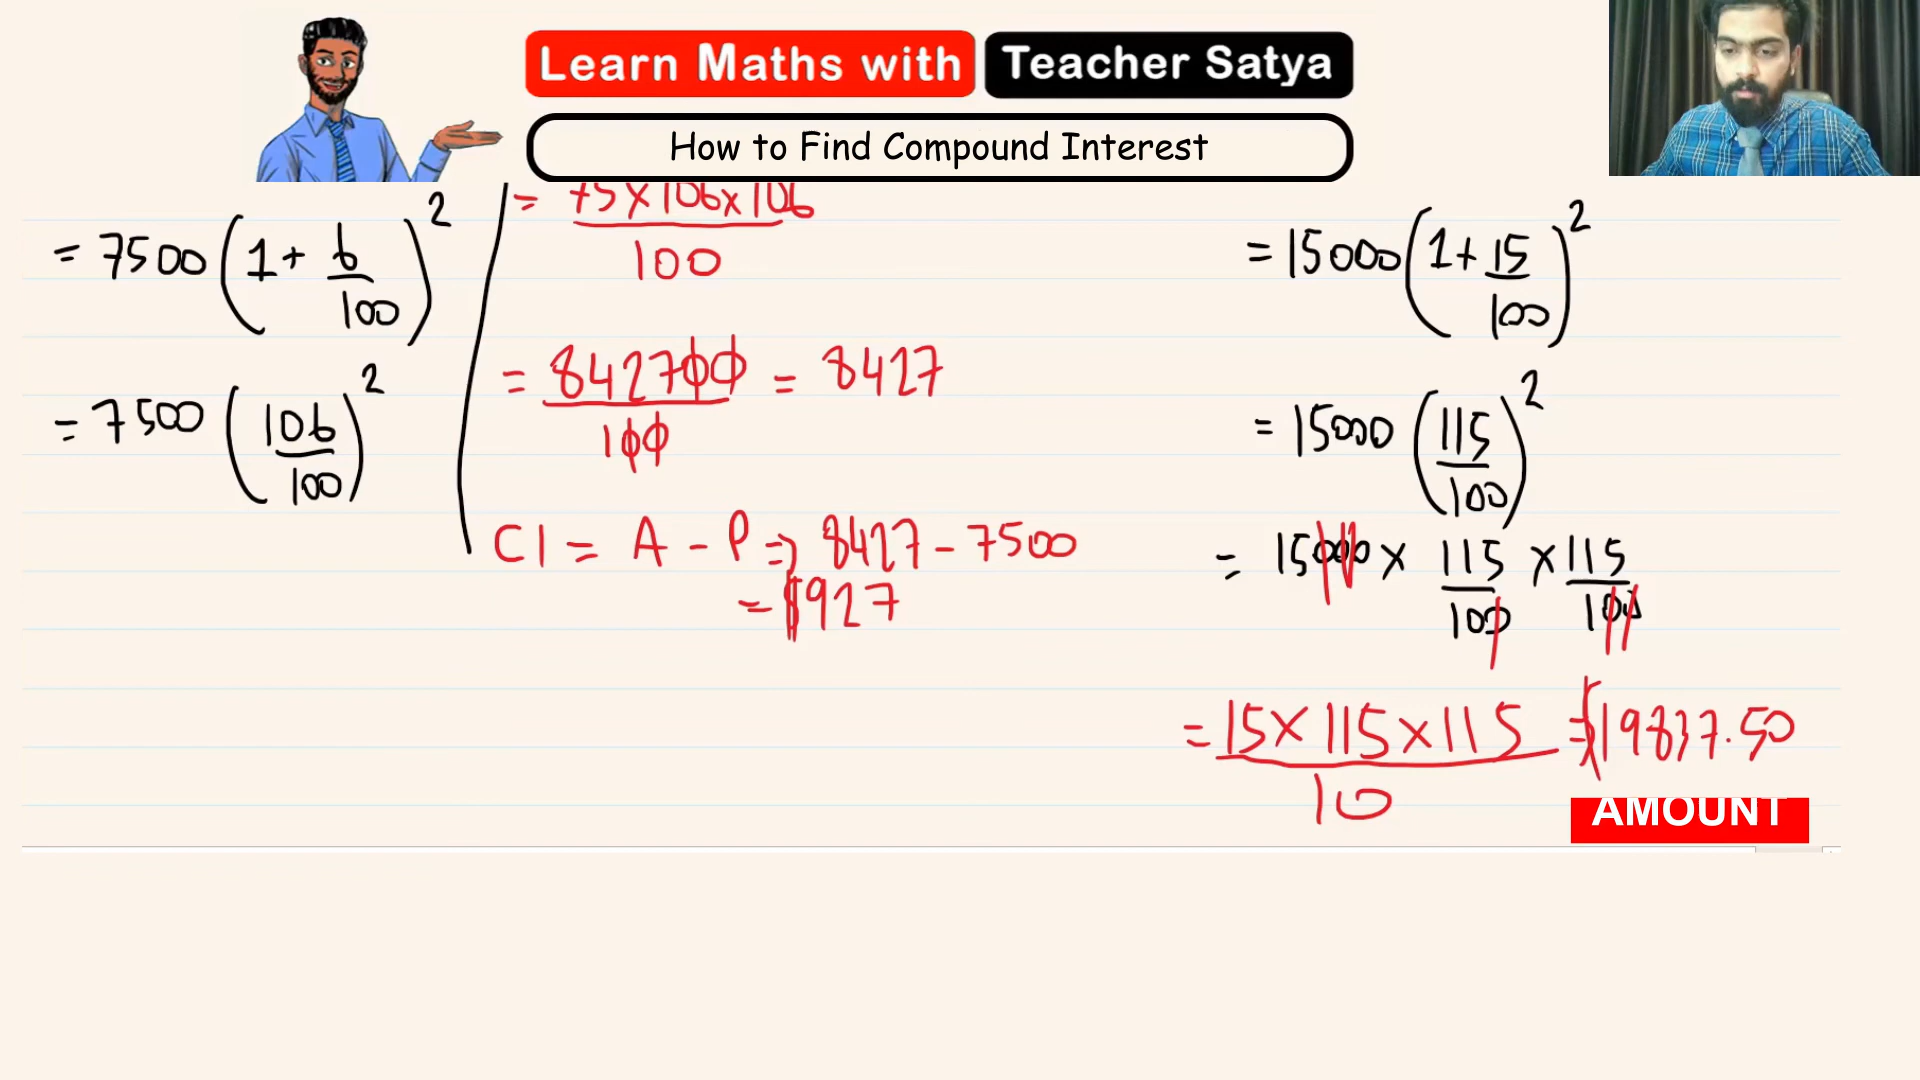 Learn Maths with Teacher Satya
How to Find Compound Interest
= 7500 (1 + 6/100)²
= 7500 (106/100)²
= 75 x 106 x 106 / 100
= 842700/100 = 8427
CI = A - P => 8427 - 7500
= $927
= 15000 (1 + 15/100)²
= 15000 (115/100)²
= 15000 x 115/100 x 115/100
= 15 x 115 x 115 / 10 = $19837.50
AMOUNT